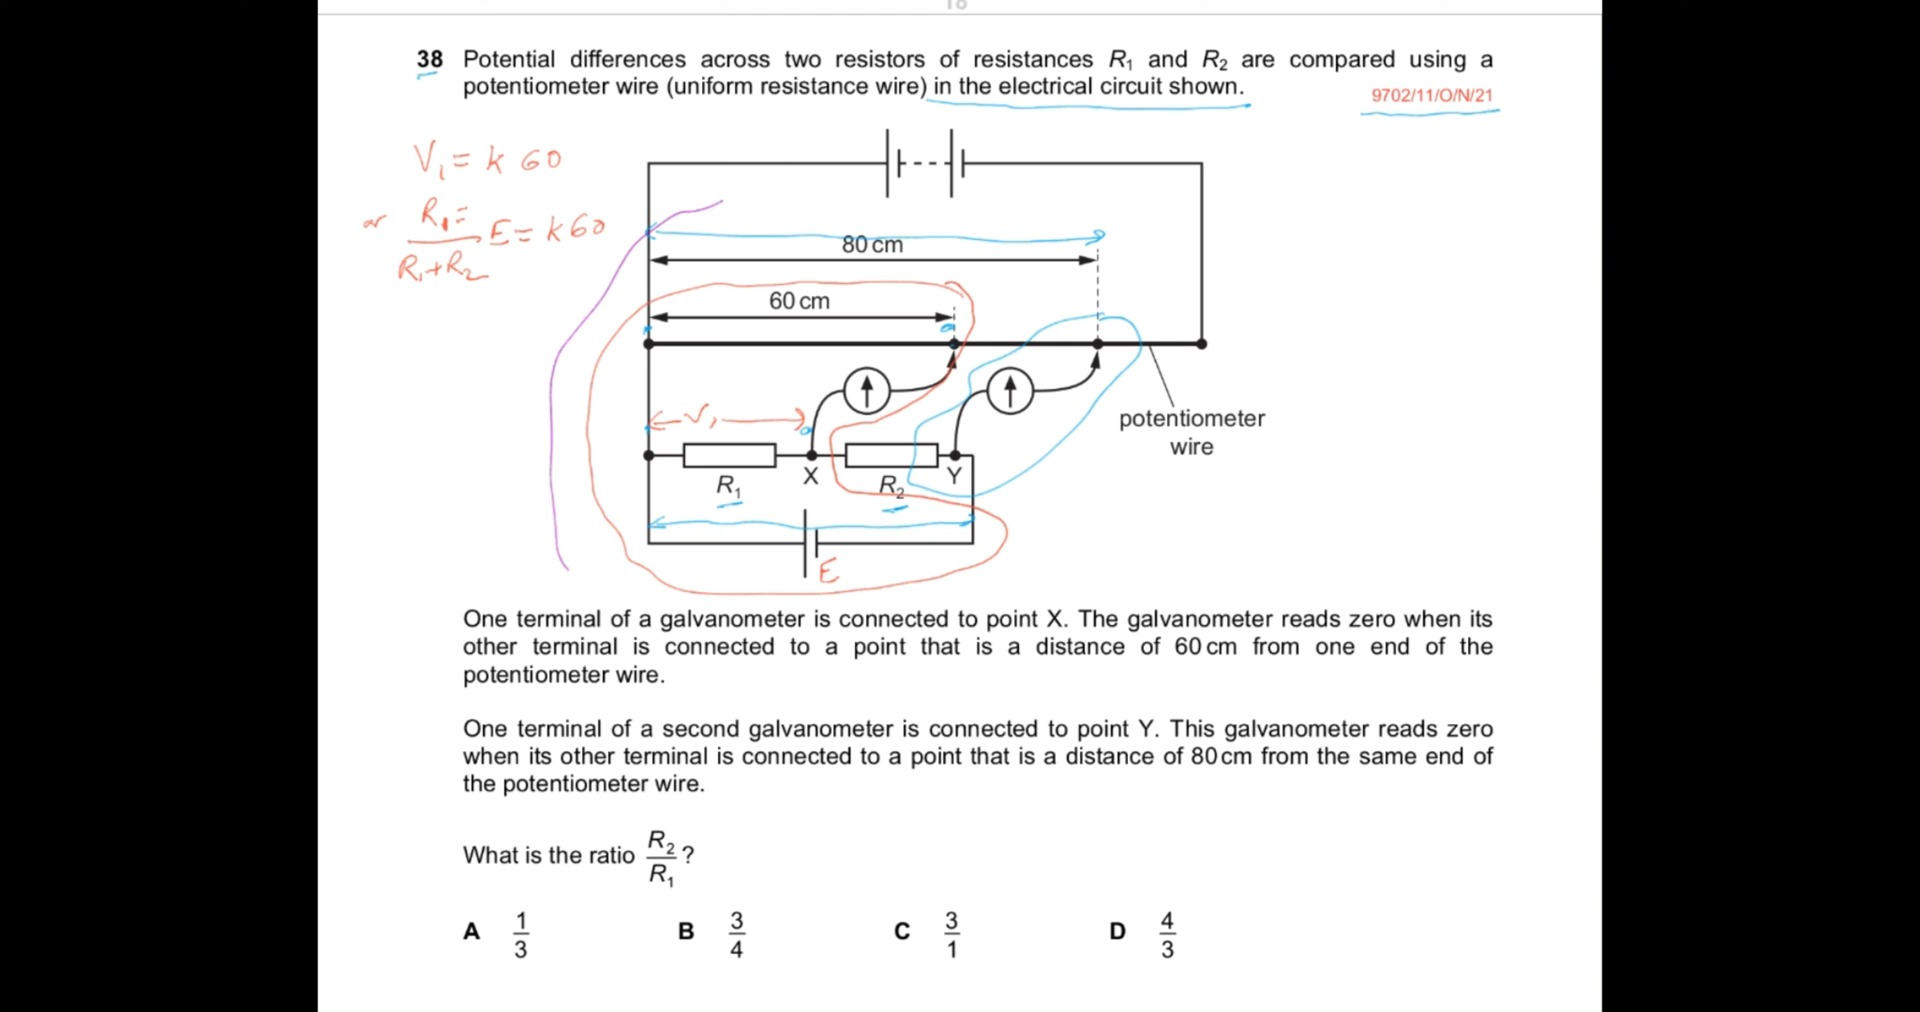 18
38 Potential differences across two resistors of resistances R₁ and R₂ are compared using a
potentiometer wire (uniform resistance wire) in the electrical circuit shown.
9702/11/O/N/21
V₁ = k 60
or R₁ = / R₁+R₂ E = k60
80 cm
60 cm
potentiometer
wire
V₁
X
Y
R₁
R₂
E
One terminal of a galvanometer is connected to point X. The galvanometer reads zero when its
other terminal is connected to a point that is a distance of 60 cm from one end of the
potentiometer wire.
One terminal of a second galvanometer is connected to point Y. This galvanometer reads zero
when its other terminal is connected to a point that is a distance of 80 cm from the same end of
the potentiometer wire.
What is the ratio R₂/R₁?
A 1/3 B 3/4 C 3/1 D 4/3